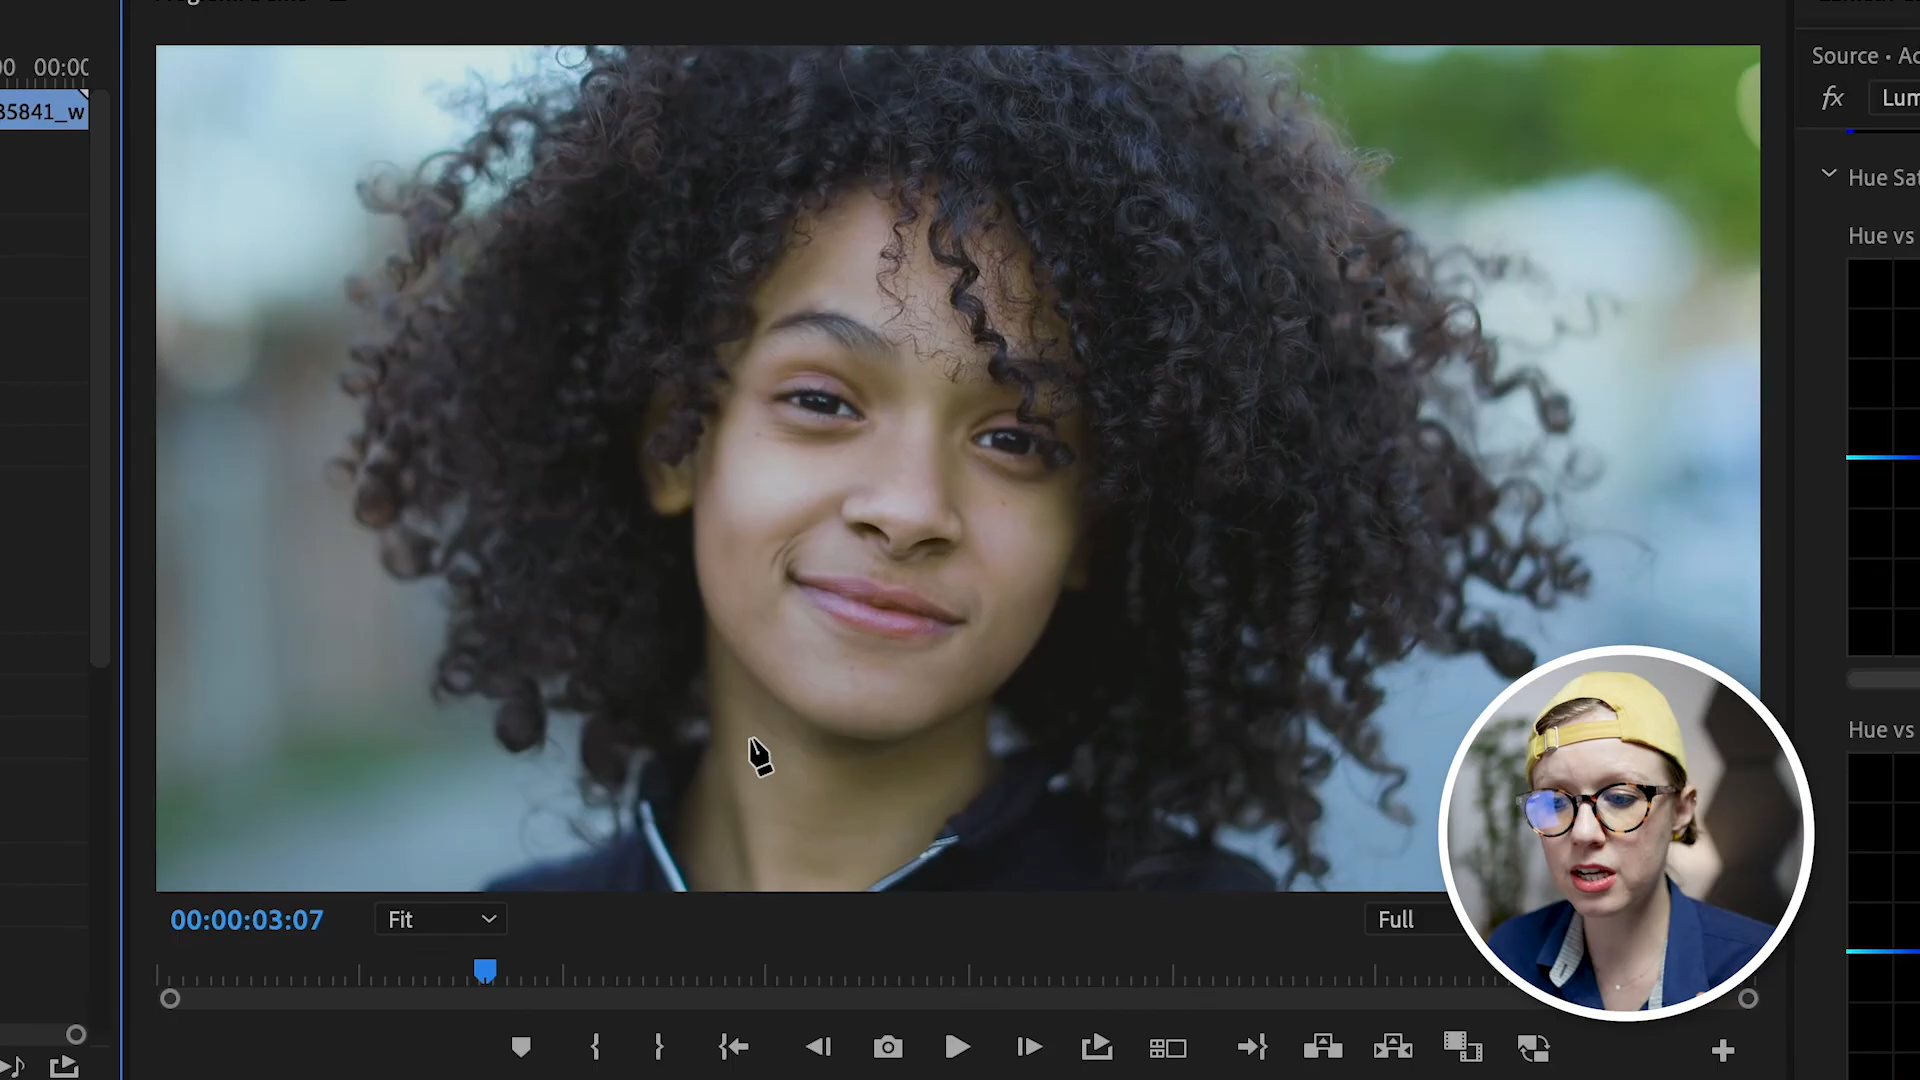 00:00
35841_w
Source • Ac
fx
Lum
Hue Sat
Hue vs
Hue vs
00:00:03:07
Fit
Full